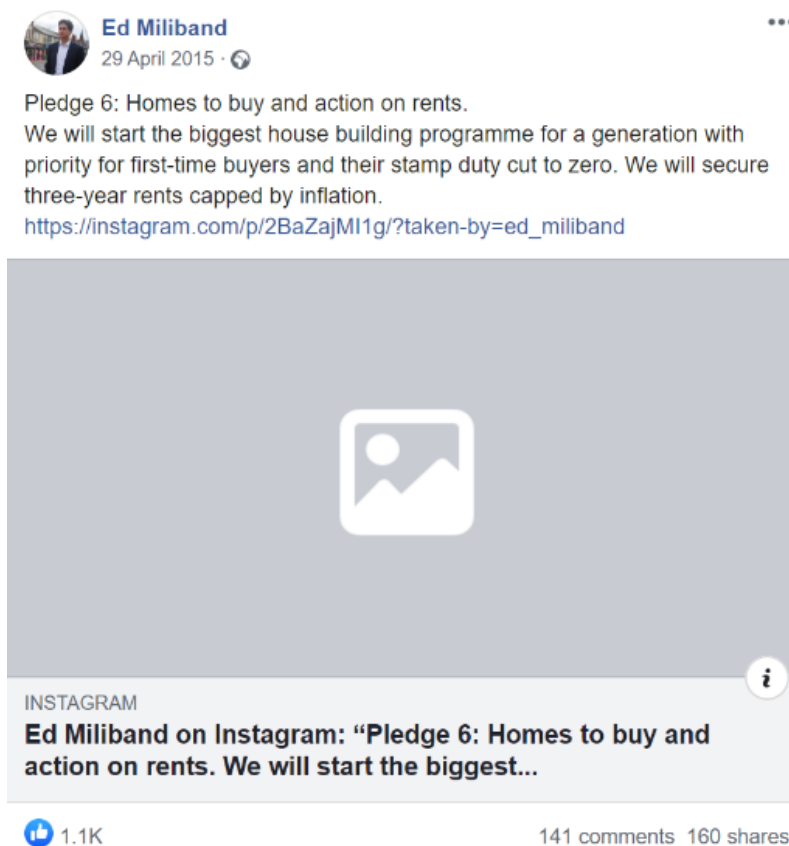 Ed Miliband
29 April 2015 ·
Pledge 6: Homes to buy and action on rents.
We will start the biggest house building programme for a generation with
priority for first-time buyers and their stamp duty cut to zero. We will secure
three-year rents capped by inflation.
https://instagram.com/p/2BaZajMI1g/?taken-by=ed_miliband
INSTAGRAM
Ed Miliband on Instagram: “Pledge 6: Homes to buy and
action on rents. We will start the biggest...
1.1K 141 comments 160 shares